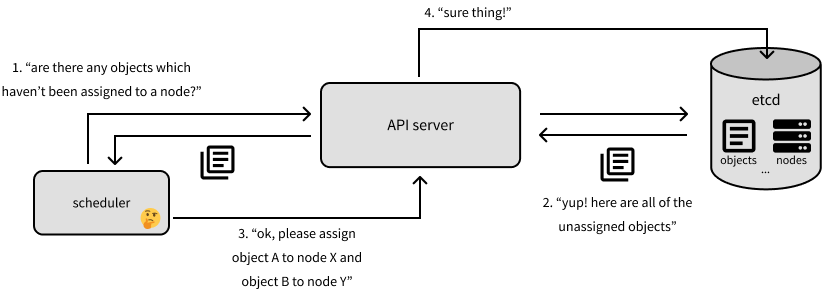 4. “sure thing!”
1. “are there any objects which
haven’t been assigned to a node?”
API server
etcd
objects
nodes
...
scheduler
2. “yup! here are all of the
unassigned objects”
3. “ok, please assign
object A to node X and
object B to node Y”